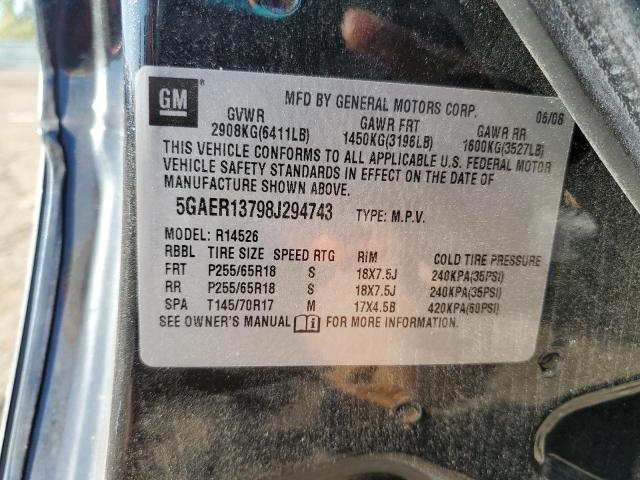 GM
MFD BY GENERAL MOTORS CORP. 06/08
GVWR GAWR FRT GAWR RR
2908KG(6411LB) 1450KG(3196LB) 1600KG(3527LB)
THIS VEHICLE CONFORMS TO ALL APPLICABLE U.S. FEDERAL MOTOR
VEHICLE SAFETY STANDARDS IN EFFECT ON THE DATE OF
MANUFACTURE SHOWN ABOVE.
5GAER13798J294743 TYPE: M.P.V.
MODEL: R14526
RBBL TIRE SIZE SPEED RTG RIM COLD TIRE PRESSURE
FRT P255/65R18 S 18X7.5J 240KPA(35PSI)
RR P255/65R18 S 18X7.5J 240KPA(35PSI)
SPA T145/70R17 M 17X4.5B 420KPA(60PSI)
SEE OWNER'S MANUAL i FOR MORE INFORMATION.